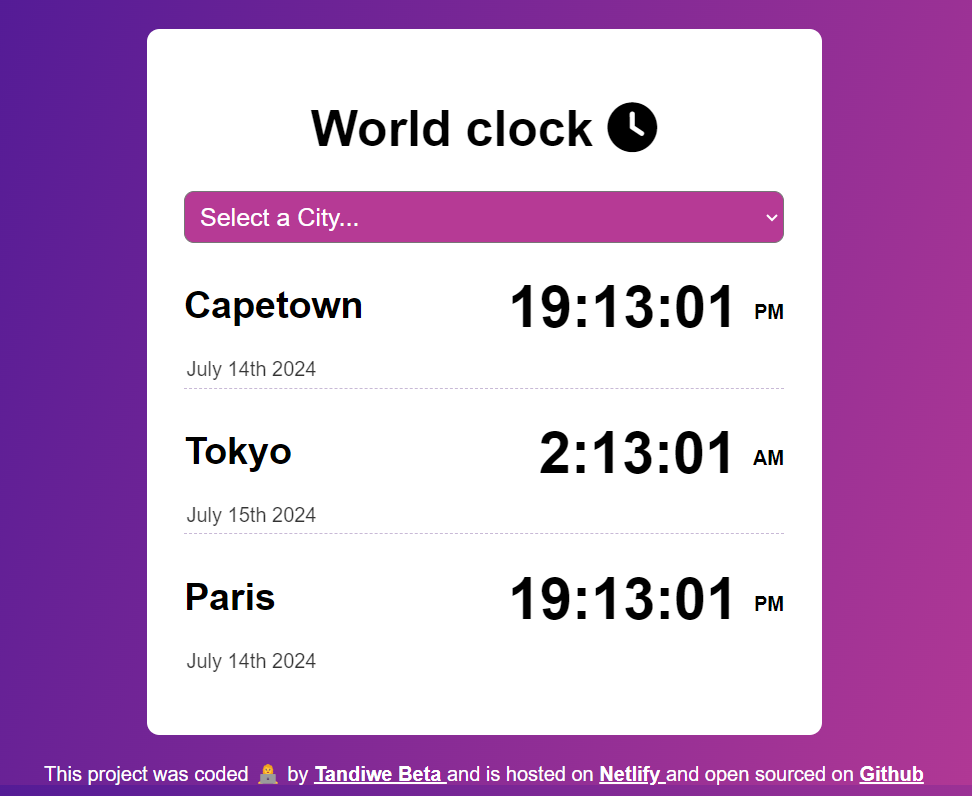 World clock
Select a City...
Capetown 19:13:01 PM
July 14th 2024
Tokyo 2:13:01 AM
July 15th 2024
Paris 19:13:01 PM
July 14th 2024
This project was coded 👩‍💻 by Tandiwe Beta and is hosted on Netlify and open sourced on Github